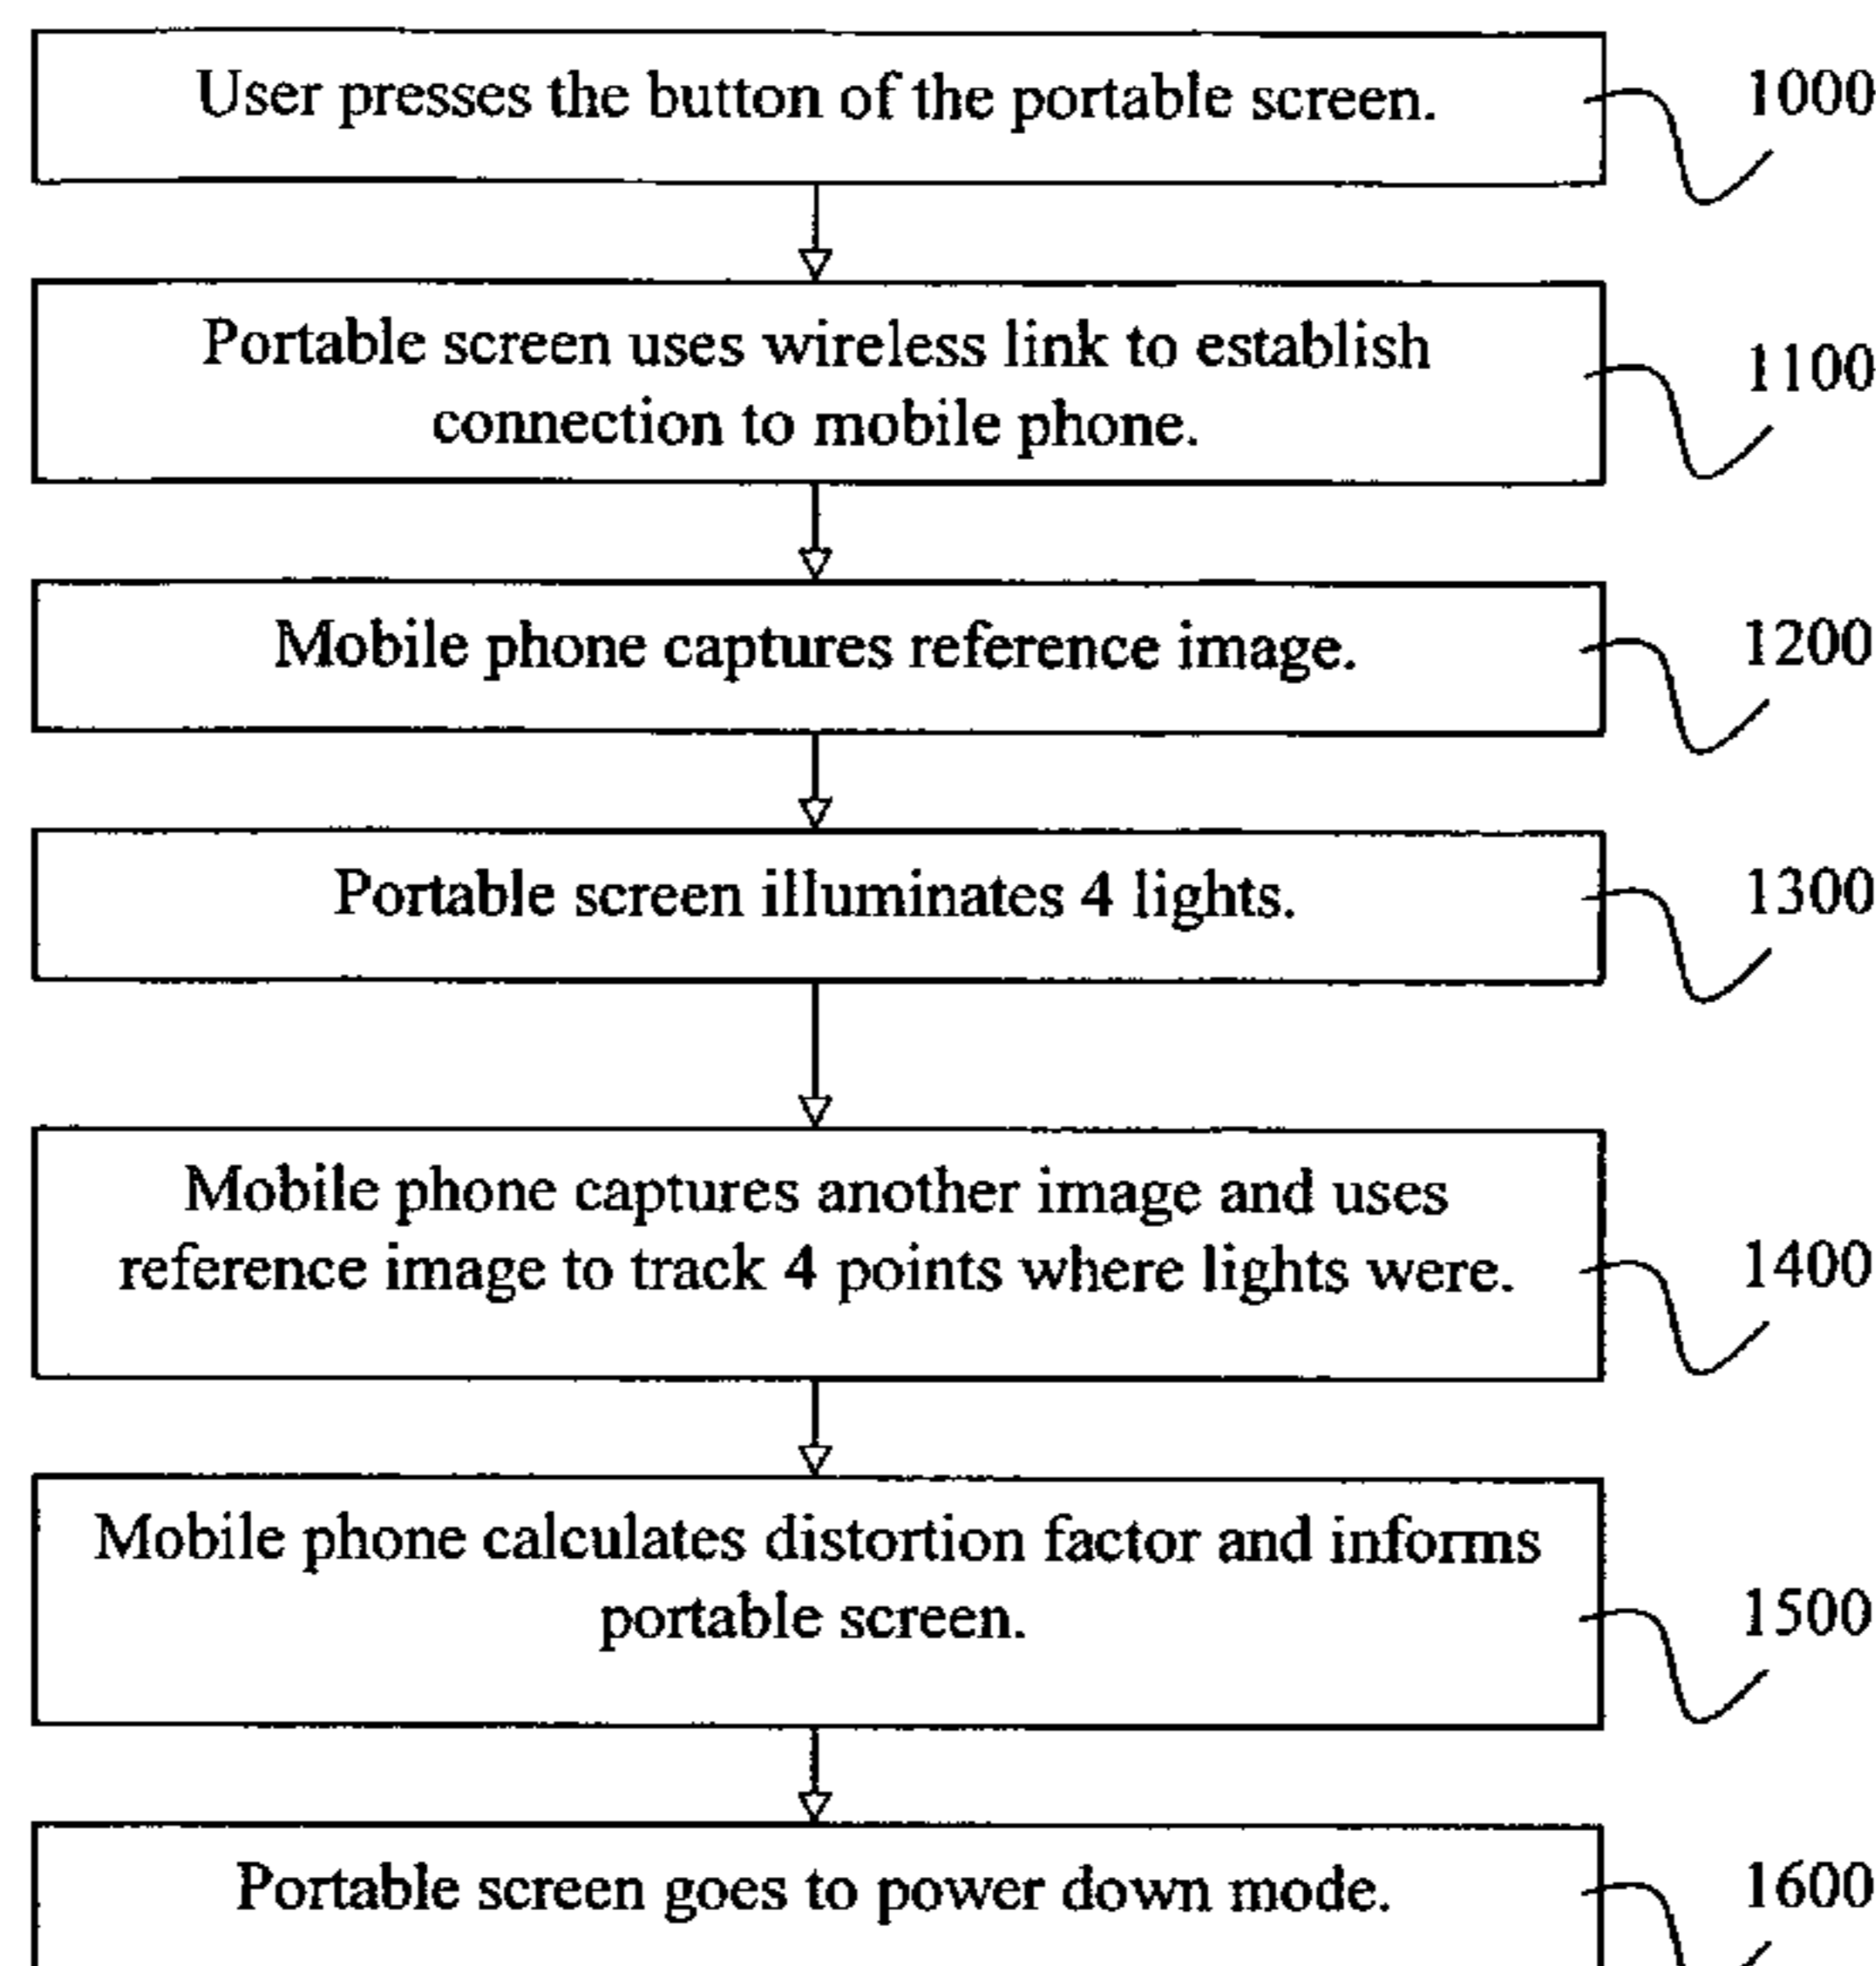 User presses the button of the portable screen.
1000
Portable screen uses wireless link to establish
connection to mobile phone.
1100
Mobile phone captures reference image.
1200
Portable screen illuminates 4 lights.
1300
Mobile phone captures another image and uses
reference image to track 4 points where lights were.
1400
Mobile phone calculates distortion factor and informs
portable screen.
1500
Portable screen goes to power down mode.
1600